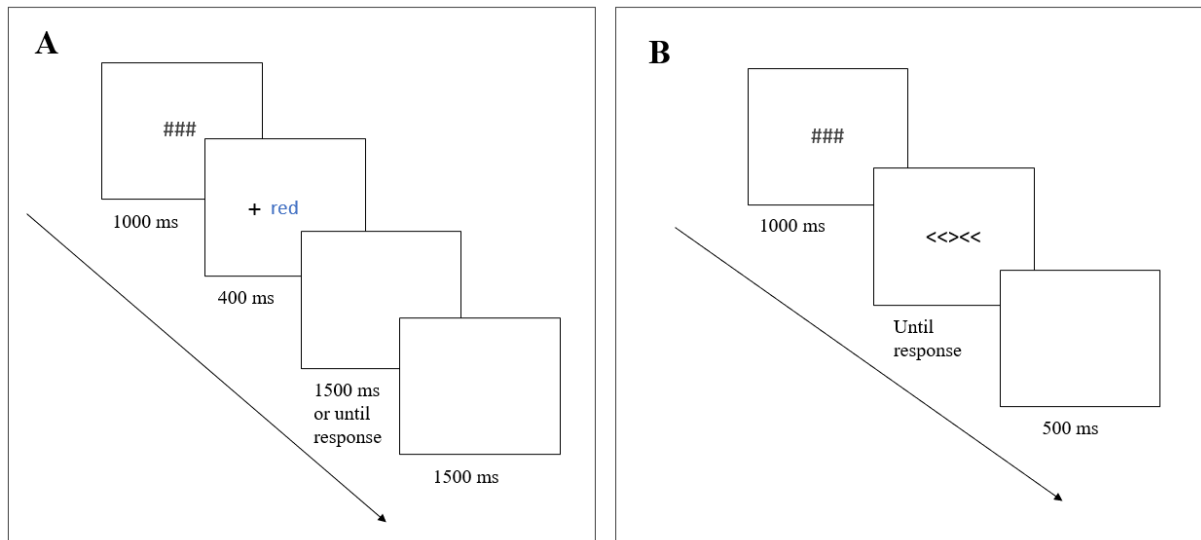 A
###
1000 ms
+ red
400 ms
1500 ms
or until
response
1500 ms
B
###
1000 ms
<<><<
Until
response
500 ms